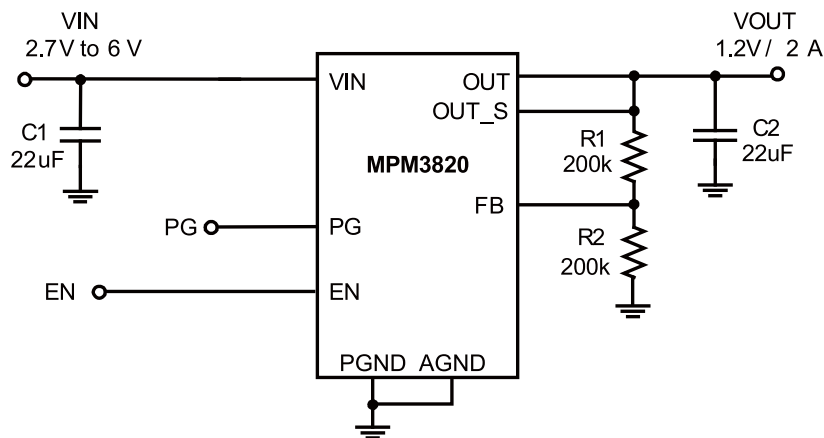 VIN
2.7V to 6 V
VOUT
1.2V / 2 A
VIN
OUT
OUT_S
C1
22uF
MPM3820
R1
200k
C2
22uF
FB
PG
PG
R2
200k
EN
EN
PGND AGND